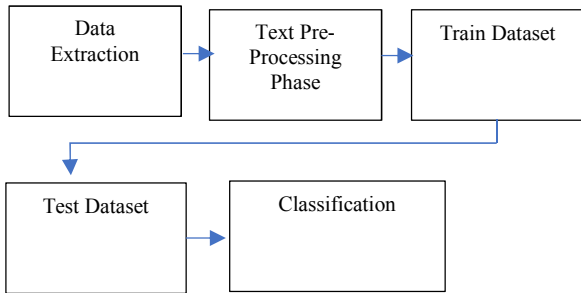 Data
Extraction
Text Pre-
Processing
Phase
Train Dataset
Test Dataset
Classification